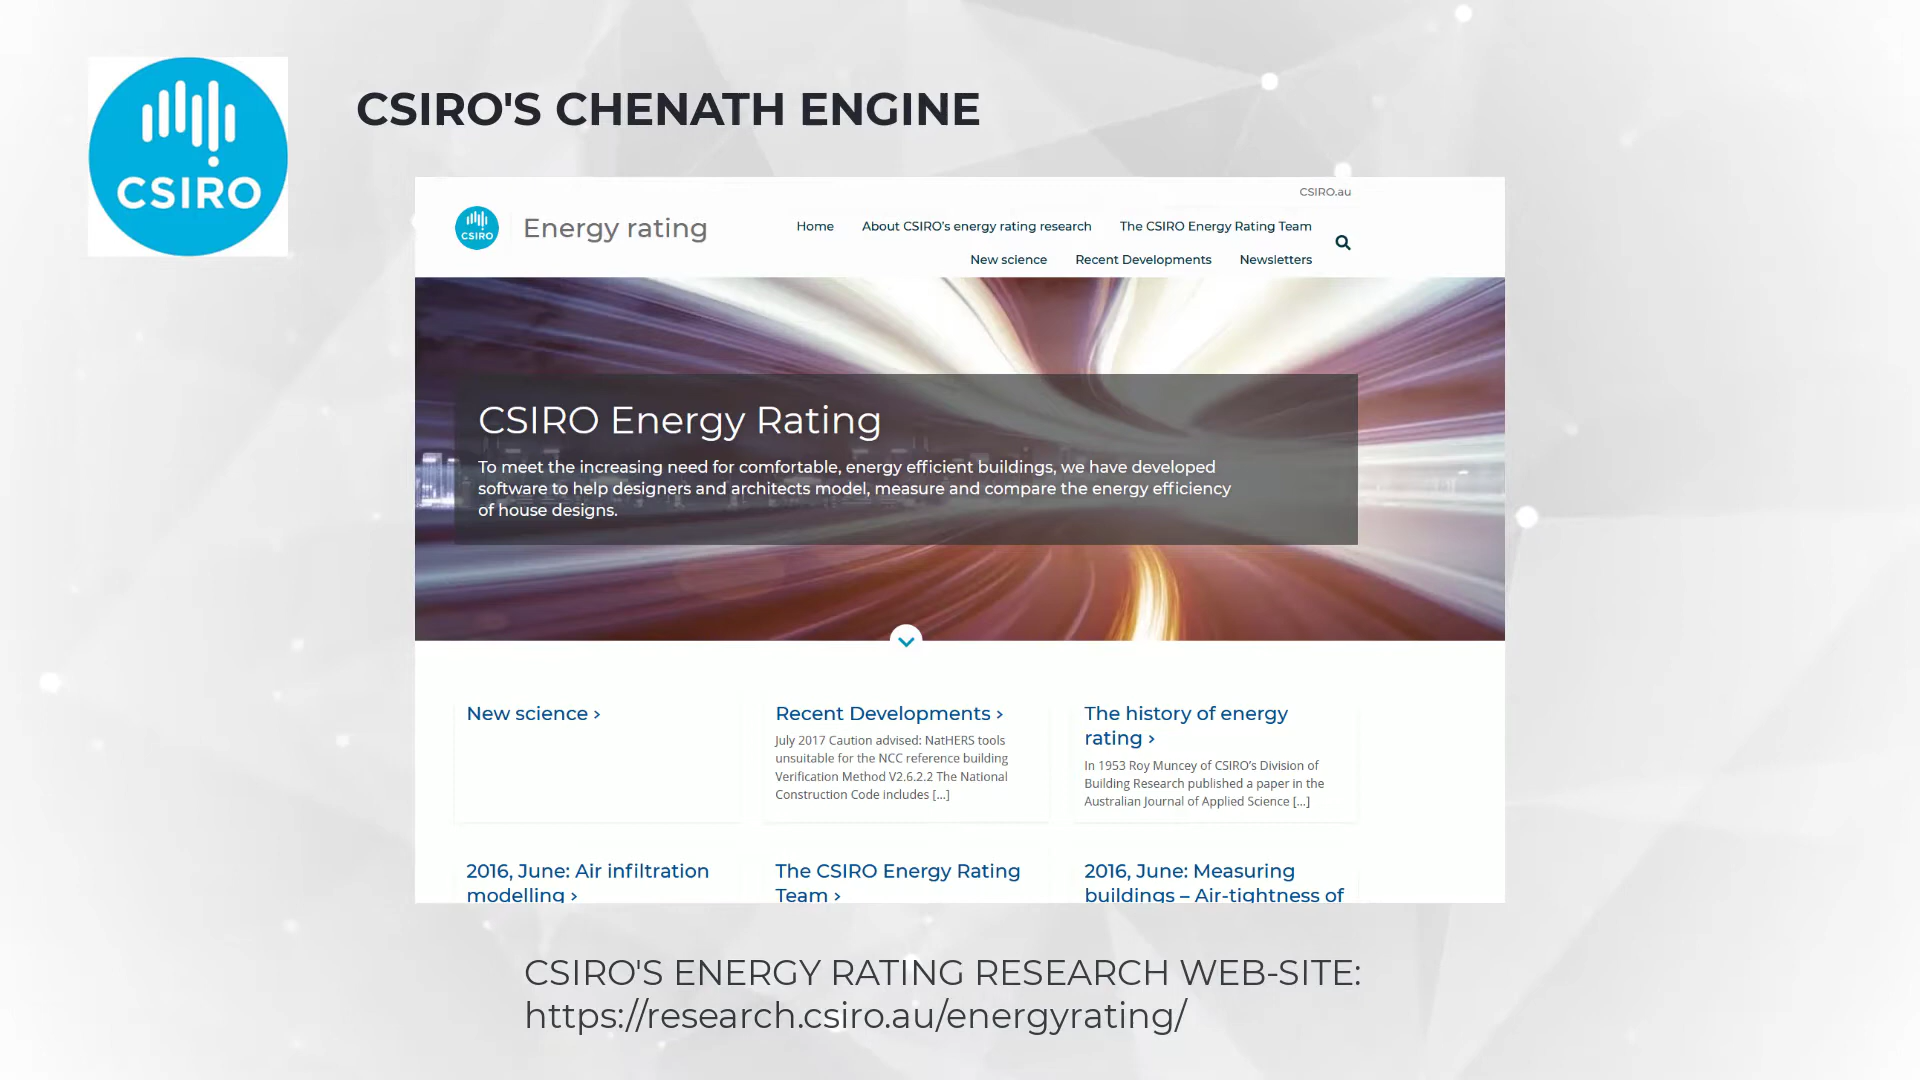 CSIRO
CSIRO'S CHENATH ENGINE
CSIRO.au
CSIRO
Energy rating
Home
About CSIRO's energy rating research
The CSIRO Energy Rating Team
New science
Recent Developments
Newsletters
CSIRO Energy Rating
To meet the increasing need for comfortable, energy efficient buildings, we have developed
software to help designers and architects model, measure and compare the energy efficiency
of house designs.
New science ›
Recent Developments ›
July 2017 Caution advised: NatHERS tools
unsuitable for the NCC reference building
Verification Method V2.6.2.2 The National
Construction Code includes [...]
The history of energy
rating ›
In 1953 Roy Muncey of CSIRO's Division of
Building Research published a paper in the
Australian Journal of Applied Science [...]
2016, June: Air infiltration
modelling ›
The CSIRO Energy Rating
Team ›
2016, June: Measuring
buildings – Air-tightness of
CSIRO'S ENERGY RATING RESEARCH WEB-SITE:
https://research.csiro.au/energyrating/